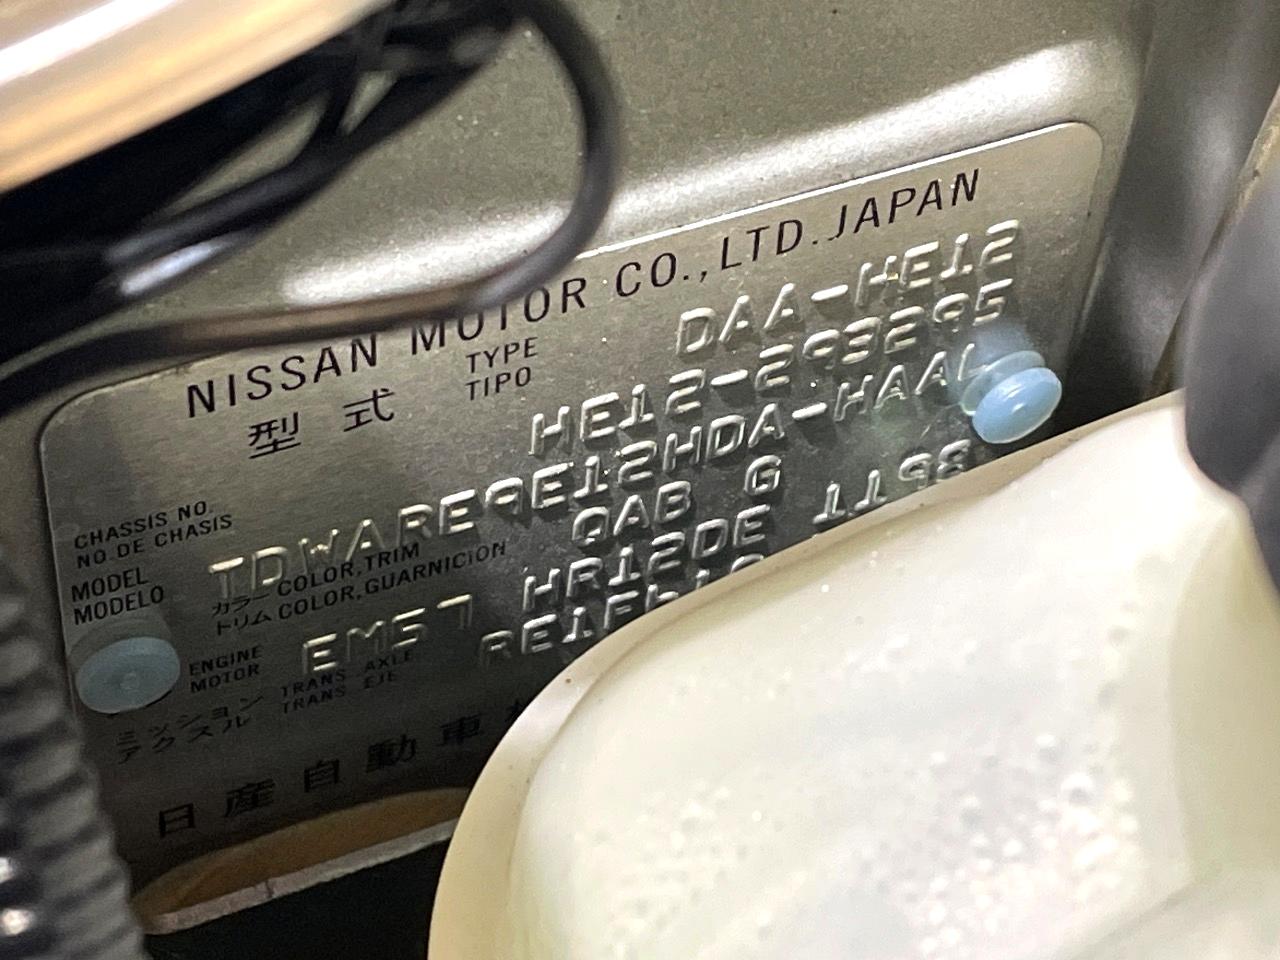 NISSAN MOTOR CO.,LTD. JAPAN
型式 TYPE TIPO DAA-HE12
CHASSIS NO. NO.DE CHASIS HE12-293295
MODEL MODELO TDWARE9E12HDA-HAAL
カラー トリム COLOR,TRIM COLOR,GUARNICION QAB G
ENGINE MOTOR EM57 HR12DE 1198
ミッション アクスル TRANS AXLE TRANS EJE
日産自動車